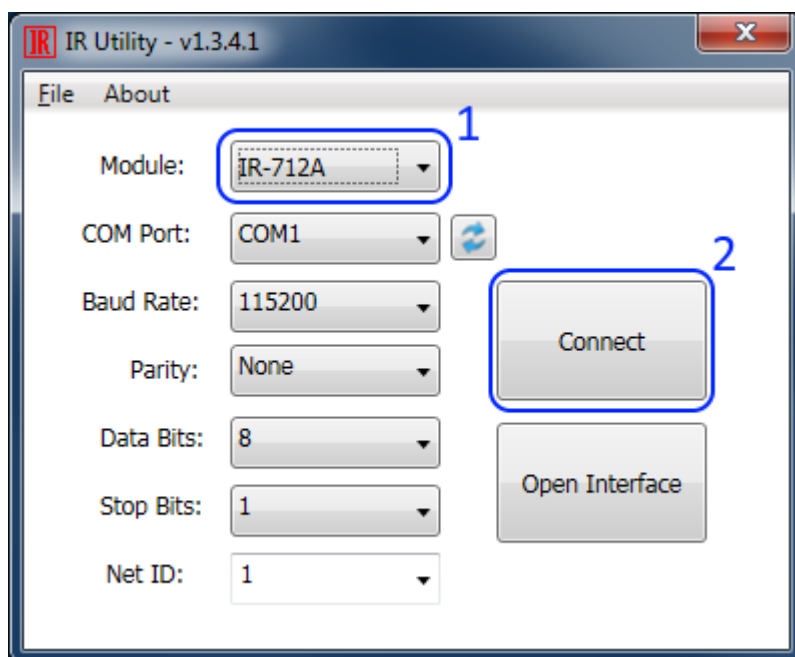 IR IR Utility - v1.3.4.1
File About
1
Module: IR-712A
COM Port: COM1
2
Baud Rate: 115200
Connect
Parity: None
Data Bits: 8
Open Interface
Stop Bits: 1
Net ID: 1